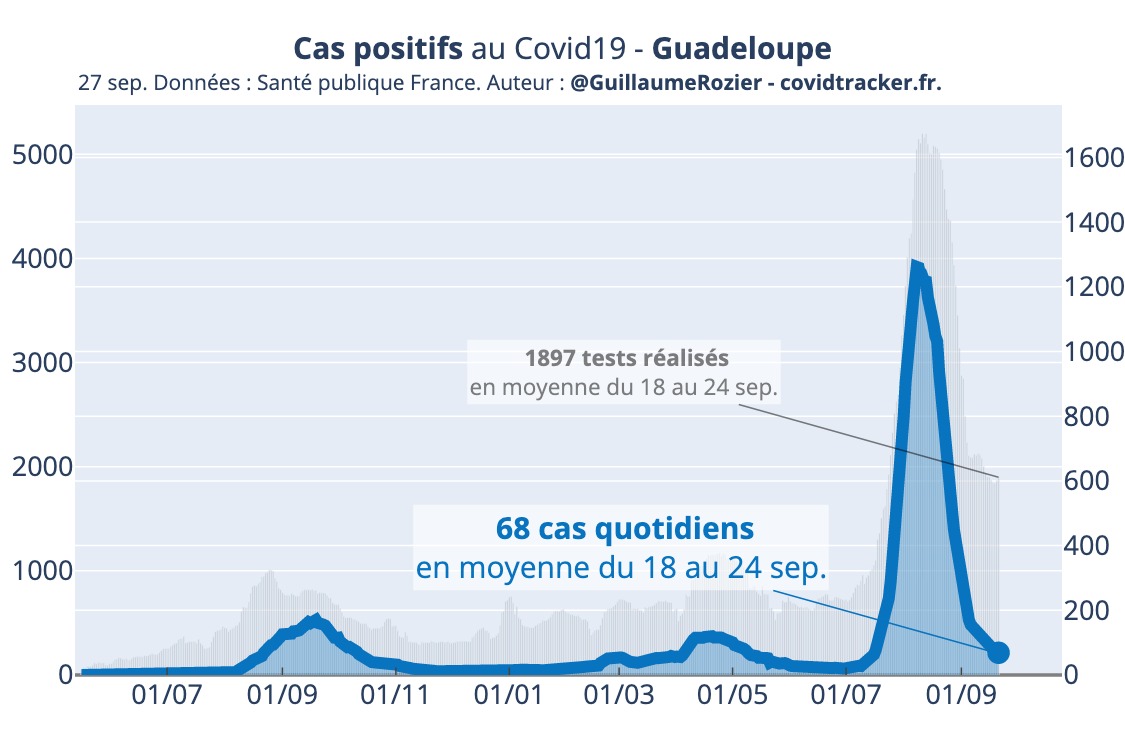 Cas positifs au Covid19 - Guadeloupe
27 sep. Données : Santé publique France. Auteur : @GuillaumeRozier - covidtracker.fr.
5000
4000
3000
2000
1000
0
1600
1400
1200
1000
800
600
400
200
0
1897 tests réalisés
en moyenne du 18 au 24 sep.
68 cas quotidiens
en moyenne du 18 au 24 sep.
01/07 01/09 01/11 01/01 01/03 01/05 01/07 01/09